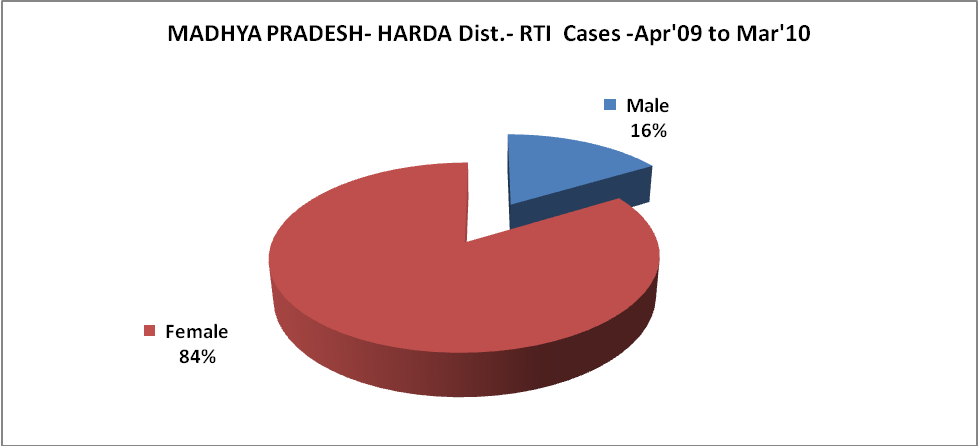 MADHYA PRADESH- HARDA Dist.- RTI  Cases -Apr'09 to Mar'10
Male
16%
Female
84%